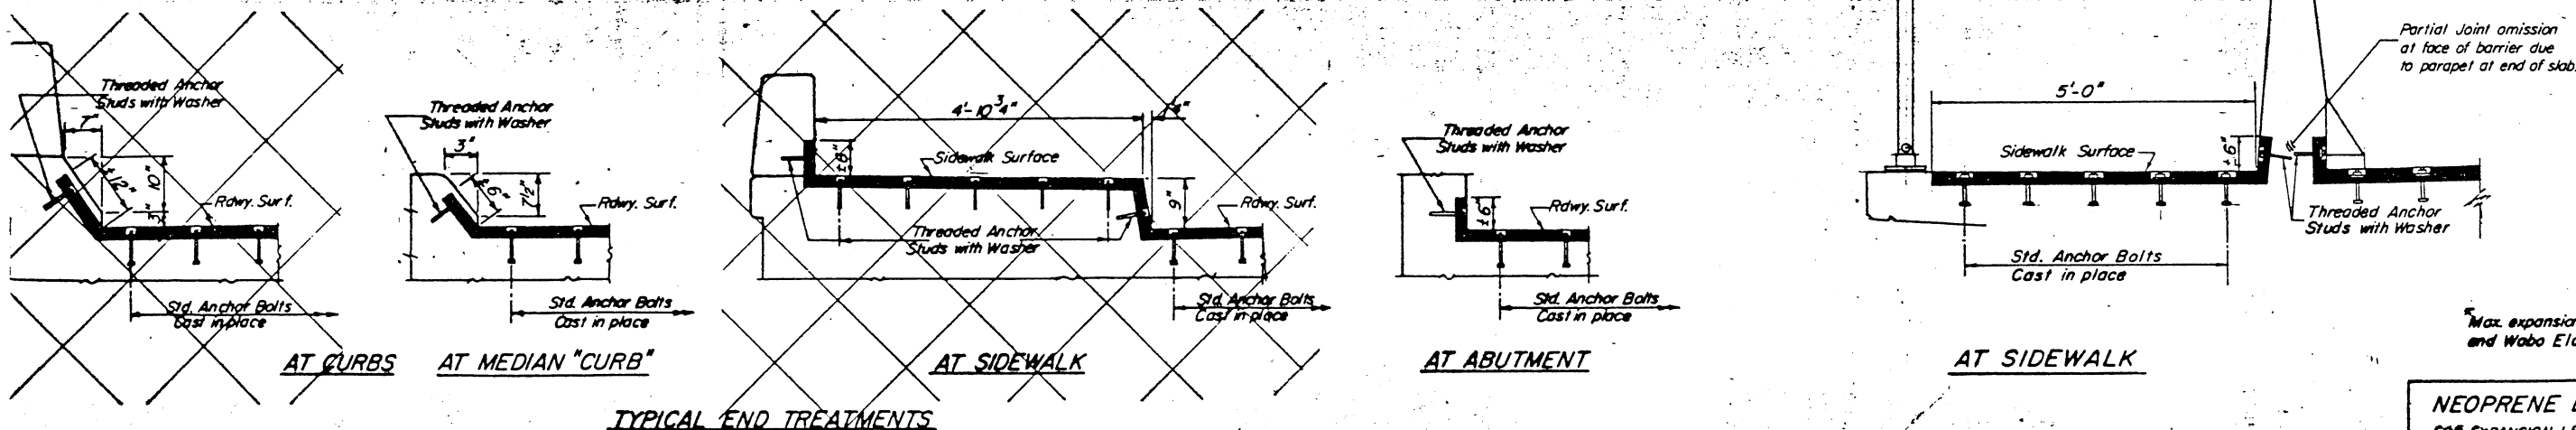 Threaded Anchor
Studs with Washer
7"
± 12"
10"
3"
Rdwy. Surf.
Std. Anchor Bolts
Cast in place
AT CURBS
Threaded Anchor
Studs with Washer
3"
9"
7½"
Rdwy. Surf.
Std. Anchor Bolts
Cast in place
AT MEDIAN "CURB"
4'-10¾"
± 8"
Sidewalk Surface
9"
Rdwy. Surf.
Threaded Anchor
Studs with Washer
Std. Anchor Bolts
Cast in place
AT SIDEWALK
Threaded Anchor
Studs with Washer
± 6"
Rdwy. Surf.
Std. Anchor Bolts
Cast in place
AT ABUTMENT
Partial Joint omission
at face of barrier due
to parapet at end of slab.
5'-0"
± 6"
Sidewalk Surface
Threaded Anchor
Studs with Washer
Std. Anchor Bolts
Cast in place
AT SIDEWALK
TYPICAL END TREATMENTS
*Max. expansio
and Wabo Ela
NEOPRENE